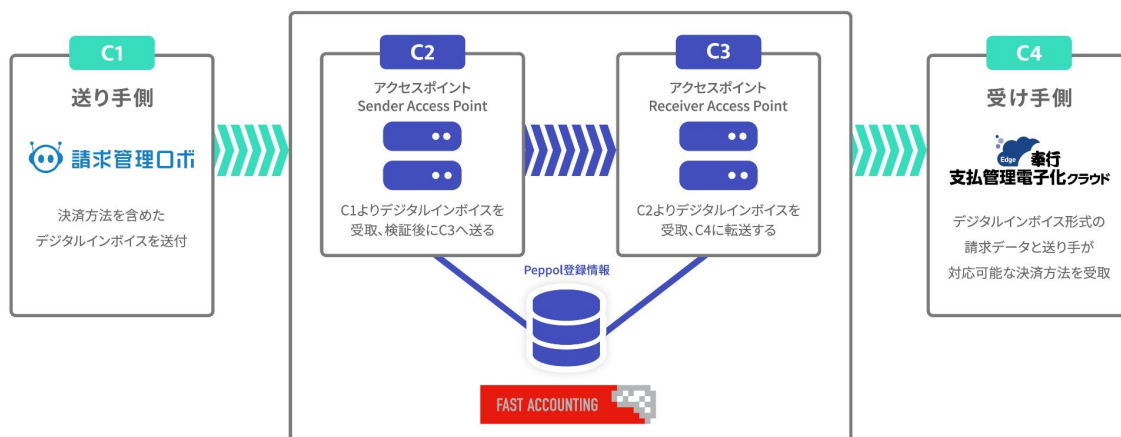 C1
送り手側
請求管理ロボ
決済方法を含めた
デジタルインボイスを送付
C2
アクセスポイント
Sender Access Point
C1よりデジタルインボイスを
受取、検証後にC3へ送る
C3
アクセスポイント
Receiver Access Point
C2よりデジタルインボイスを
受取、C4に転送する
Peppol登録情報
FAST ACCOUNTING
C4
受け手側
Edge 奉行
支払管理電子化クラウド
デジタルインボイス形式の
請求データと送り手が
対応可能な決済方法を受取